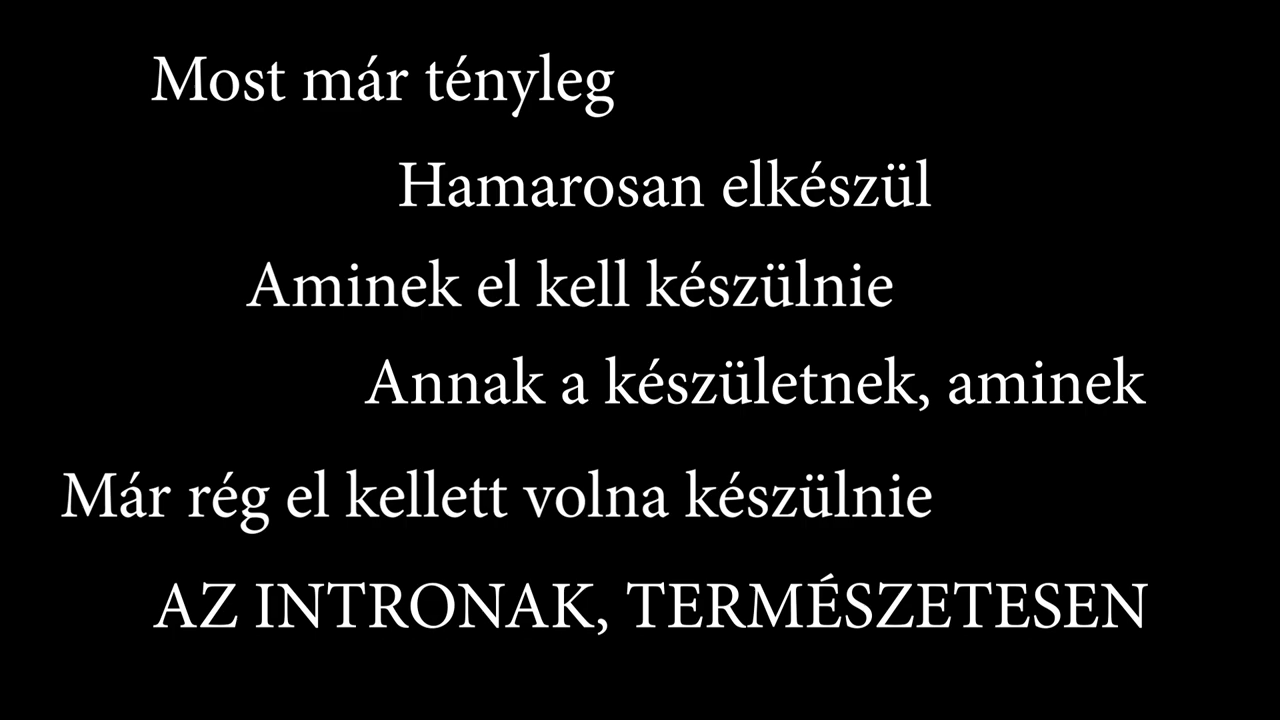 Most már tényleg
Hamarosan elkészül
Aminek el kell készülnie
Annak a készületnek, aminek
Már rég el kellett volna készülnie
AZ INTRONAK, TERMÉSZETESEN